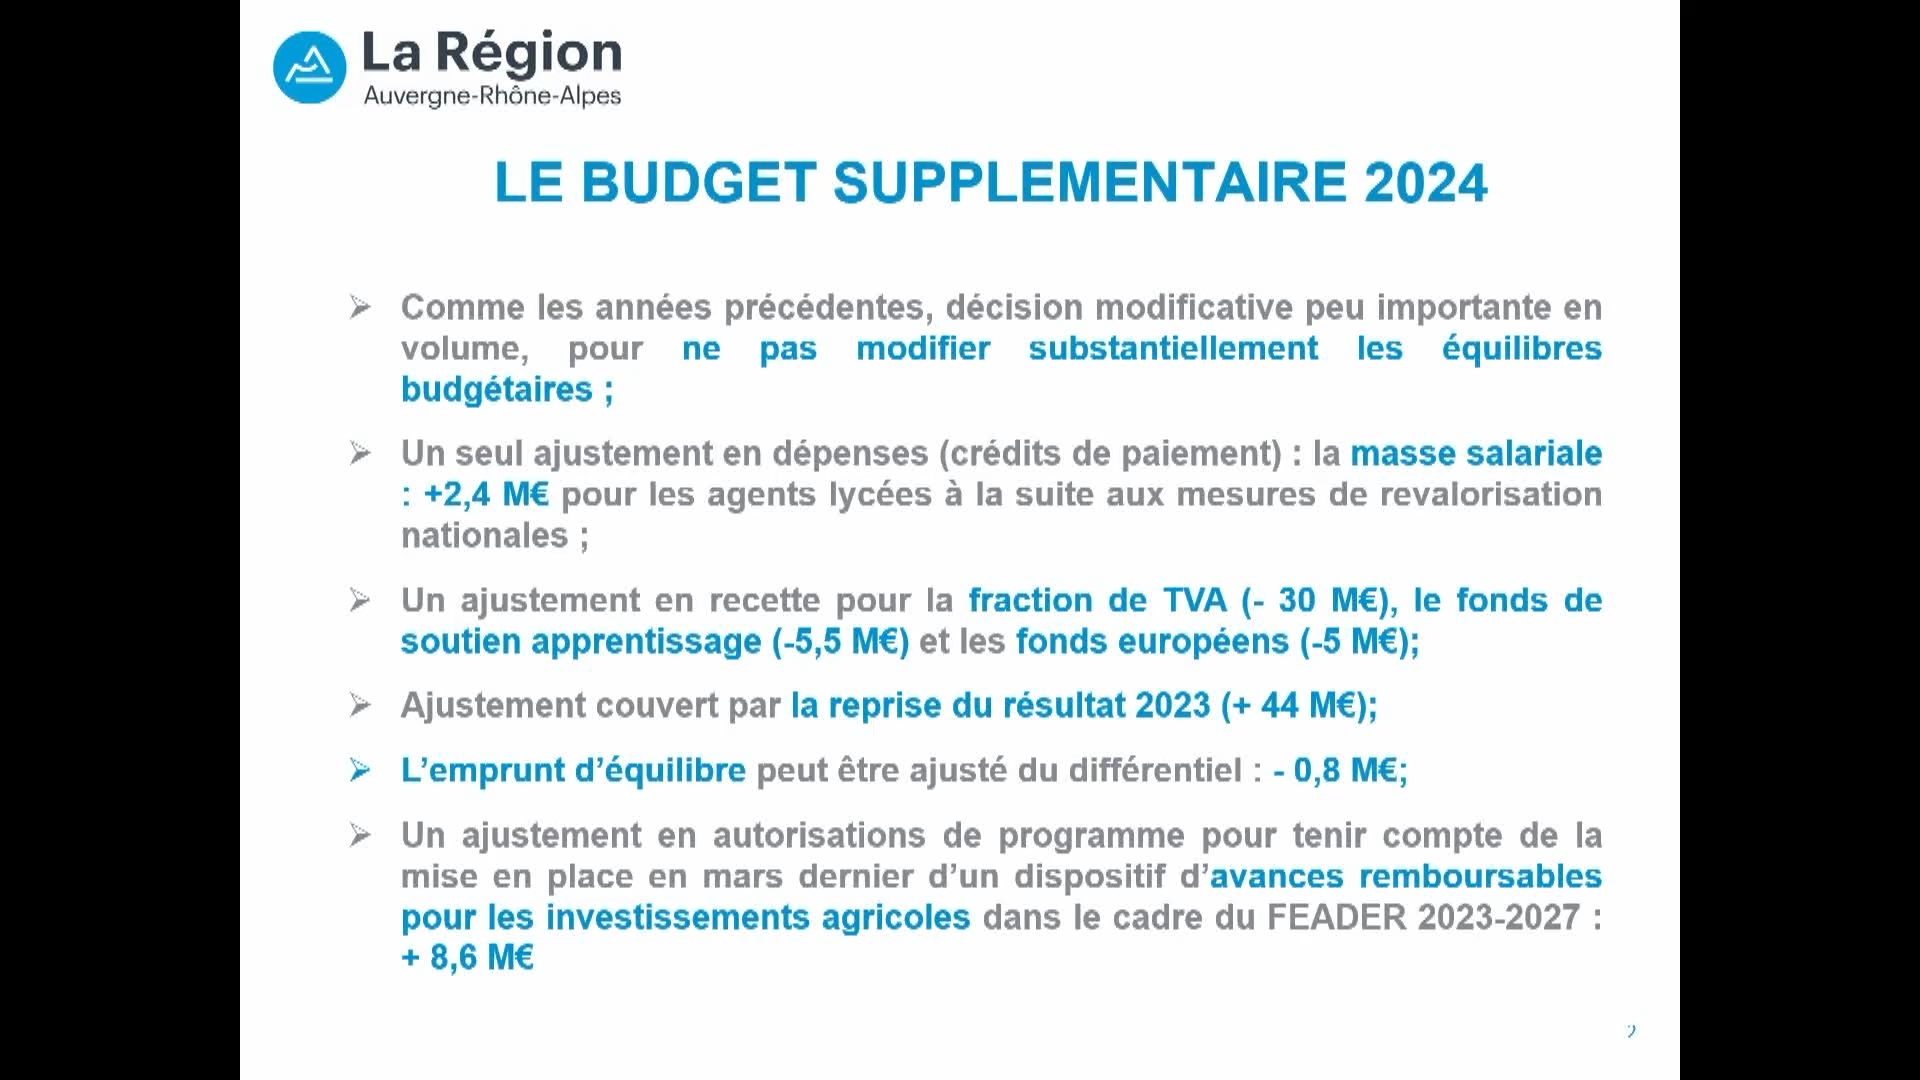 La Région
Auvergne-Rhône-Alpes
LE BUDGET SUPPLEMENTAIRE 2024
➢ Comme les années précédentes, décision modificative peu importante en
volume, pour ne pas modifier substantiellement les équilibres
budgétaires ;
➢ Un seul ajustement en dépenses (crédits de paiement) : la masse salariale
: +2,4 M€ pour les agents lycées à la suite aux mesures de revalorisation
nationales ;
➢ Un ajustement en recette pour la fraction de TVA (- 30 M€), le fonds de
soutien apprentissage (-5,5 M€) et les fonds européens (-5 M€);
➢ Ajustement couvert par la reprise du résultat 2023 (+ 44 M€);
➢ L’emprunt d’équilibre peut être ajusté du différentiel : - 0,8 M€;
➢ Un ajustement en autorisations de programme pour tenir compte de la
mise en place en mars dernier d’un dispositif d’avances remboursables
pour les investissements agricoles dans le cadre du FEADER 2023-2027 :
+ 8,6 M€